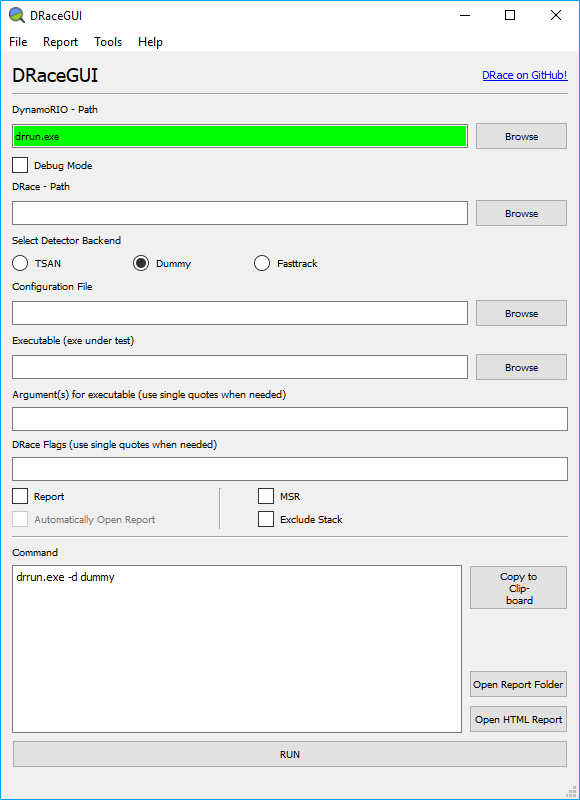 DRaceGUI
File Report Tools Help
DRaceGUI
DRace on GitHub!
DynamoRIO - Path
drrun.exe
Browse
Debug Mode
DRace - Path
Browse
Select Detector Backend
TSAN Dummy Fasttrack
Configuration File
Browse
Executable (exe under test)
Browse
Argument(s) for executable (use single quotes when needed)
DRace Flags (use single quotes when needed)
Report MSR
Automatically Open Report Exclude Stack
Command
drrun.exe -d dummy
Copy to
Clip-
board
Open Report Folder
Open HTML Report
RUN